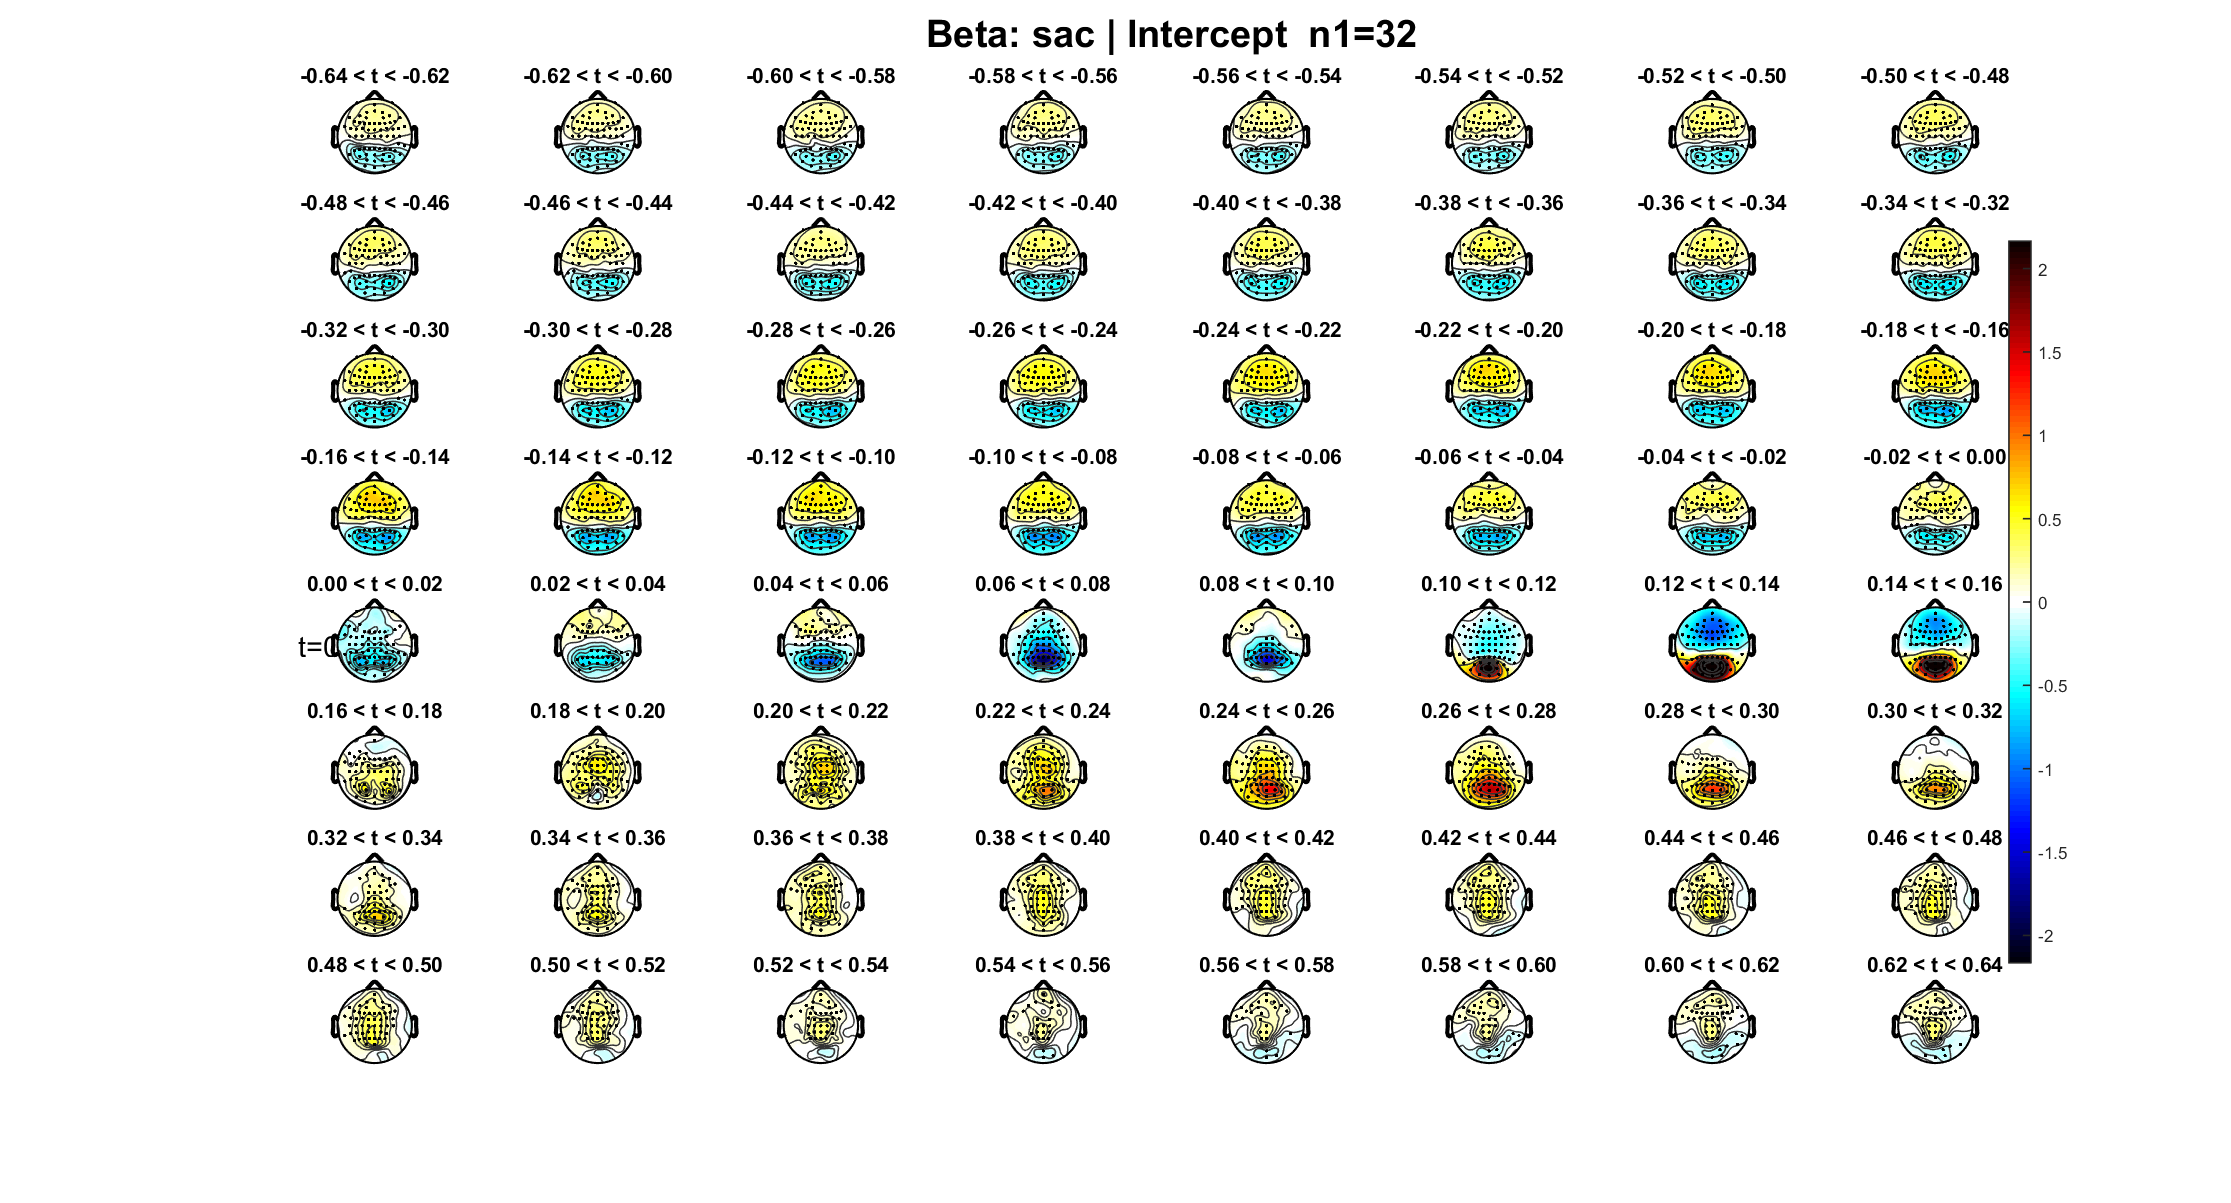 Beta: sac | Intercept  n1=32
-0.64 < t < -0.62 -0.62 < t < -0.60 -0.60 < t < -0.58 -0.58 < t < -0.56 -0.56 < t < -0.54 -0.54 < t < -0.52 -0.52 < t < -0.50 -0.50 < t < -0.48
-0.48 < t < -0.46 -0.46 < t < -0.44 -0.44 < t < -0.42 -0.42 < t < -0.40 -0.40 < t < -0.38 -0.38 < t < -0.36 -0.36 < t < -0.34 -0.34 < t < -0.32
2
-0.32 < t < -0.30 -0.30 < t < -0.28 -0.28 < t < -0.26 -0.26 < t < -0.24 -0.24 < t < -0.22 -0.22 < t < -0.20 -0.20 < t < -0.18 -0.18 < t < -0.16
1.5
1
-0.16 < t < -0.14 -0.14 < t < -0.12 -0.12 < t < -0.10 -0.10 < t < -0.08 -0.08 < t < -0.06 -0.06 < t < -0.04 -0.04 < t < -0.02 -0.02 < t < 0.00
0.5
0.00 < t < 0.02 0.02 < t < 0.04 0.04 < t < 0.06 0.06 < t < 0.08 0.08 < t < 0.10 0.10 < t < 0.12 0.12 < t < 0.14 0.14 < t < 0.16
0
t=0
-0.5
0.16 < t < 0.18 0.18 < t < 0.20 0.20 < t < 0.22 0.22 < t < 0.24 0.24 < t < 0.26 0.26 < t < 0.28 0.28 < t < 0.30 0.30 < t < 0.32
-1
0.32 < t < 0.34 0.34 < t < 0.36 0.36 < t < 0.38 0.38 < t < 0.40 0.40 < t < 0.42 0.42 < t < 0.44 0.44 < t < 0.46 0.46 < t < 0.48
-1.5
-2
0.48 < t < 0.50 0.50 < t < 0.52 0.52 < t < 0.54 0.54 < t < 0.56 0.56 < t < 0.58 0.58 < t < 0.60 0.60 < t < 0.62 0.62 < t < 0.64